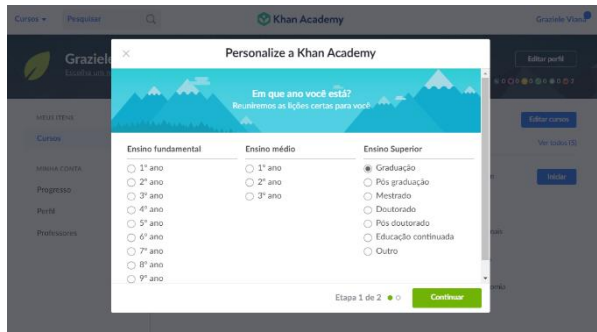 Cursos
Pesquisar
Khan Academy
Graziele Viana
Editar perfil
Personalize a Khan Academy
Em que ano você está?
Reuniremos as lições certas para você
MEUS ITENS
Cursos
MINHA CONTA
Progresso
Perfil
Professores
Editar cursos
Ver todos (5)
Iniciar
Ensino fundamental
1º ano
2º ano
3º ano
4º ano
5º ano
6º ano
7º ano
8º ano
9º ano
Ensino médio
1º ano
2º ano
3º ano
Ensino Superior
Graduação
Pós graduação
Mestrado
Doutorado
Pós doutorado
Educação continuada
Outro
Etapa 1 de 2
Continuar